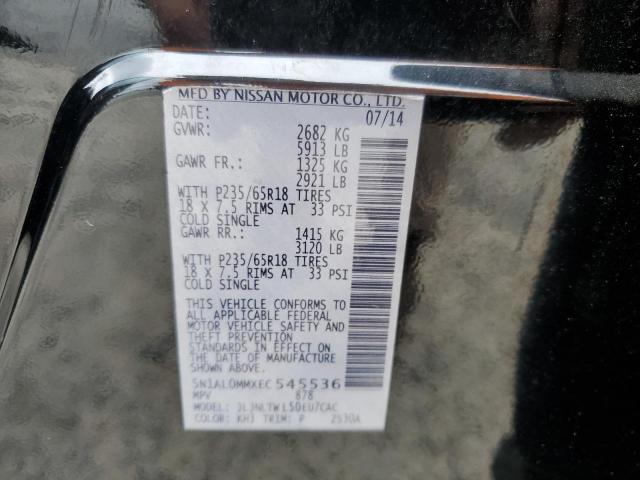 MFD BY NISSAN MOTOR CO., LTD.
DATE: 07/14
GVWR: 2682 KG
5913 LB
GAWR FR.: 1325 KG
2921 LB
WITH P235/65R18 TIRES
18 X 7.5 RIMS AT 33 PSI
COLD SINGLE
GAWR RR.: 1415 KG
3120 LB
WITH P235/65R18 TIRES
18 X 7.5 RIMS AT 33 PSI
COLD SINGLE
THIS VEHICLE CONFORMS TO
ALL APPLICABLE FEDERAL
MOTOR VEHICLE SAFETY AND
THEFT PREVENTION
STANDARDS IN EFFECT ON
THE DATE OF MANUFACTURE
SHOWN ABOVE.
5N1AL0MMXEC545536
MPV 878
MODEL: JLJNLTWL50EU7CAC
COLOR: KH3 TRIM: P 2530A